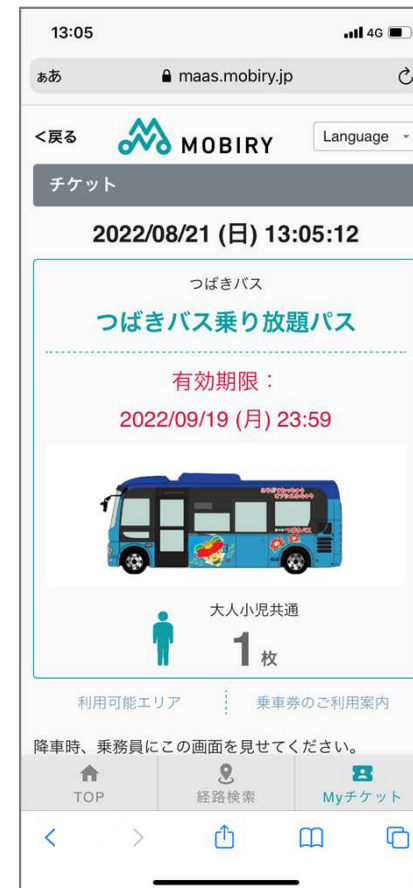 13:05
4G
ああ
maas.mobiry.jp
<戻る
MOBIRY
Language
チケット
2022/08/21 (日) 13:05:12
つばきバス
つばきバス乗り放題パス
有効期限：
2022/09/19 (月) 23:59
大人小児共通
1枚
利用可能エリア
乗車券のご利用案内
降車時、乗務員にこの画面を見せてください。
TOP
経路検索
Myチケット